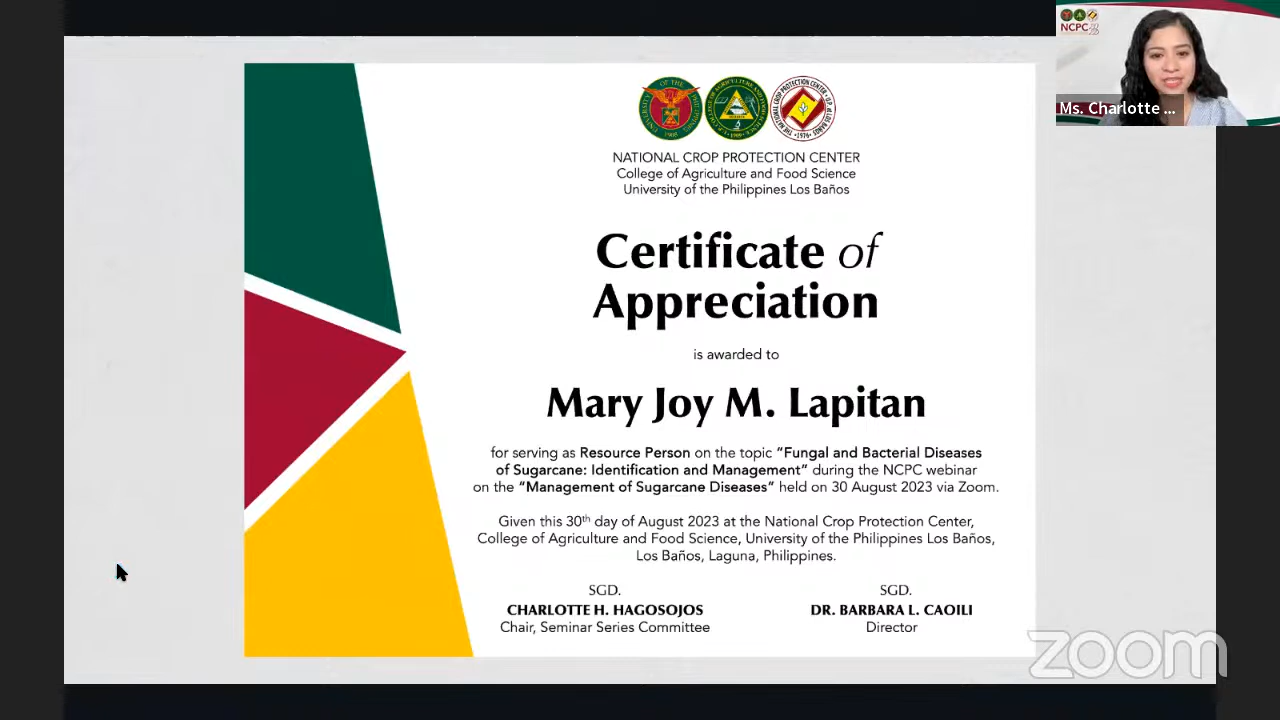 NCPC
Ms. Charlotte ...
NATIONAL CROP PROTECTION CENTER
College of Agriculture and Food Science
University of the Philippines Los Baños
Certificate of
Appreciation
is awarded to
Mary Joy M. Lapitan
for serving as Resource Person on the topic “Fungal and Bacterial Diseases
of Sugarcane: Identification and Management” during the NCPC webinar
on the “Management of Sugarcane Diseases” held on 30 August 2023 via Zoom.
Given this 30th day of August 2023 at the National Crop Protection Center,
College of Agriculture and Food Science, University of the Philippines Los Baños,
Los Baños, Laguna, Philippines.
SGD.
CHARLOTTE H. HAGOSOJOS
Chair, Seminar Series Committee
SGD.
DR. BARBARA L. CAOILI
Director
zoom